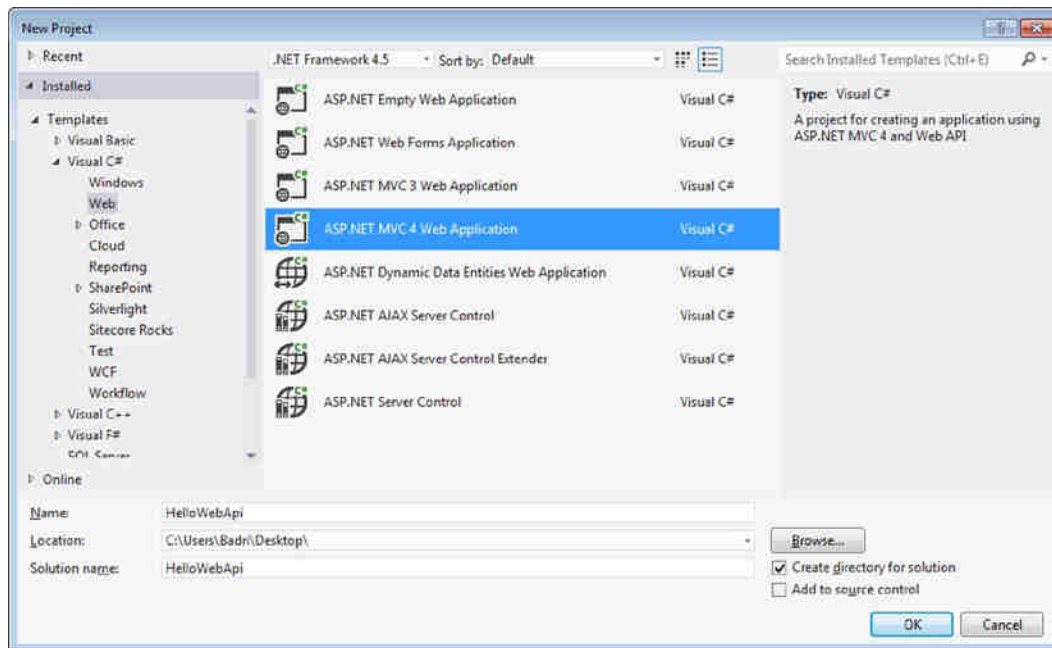 New Project
Recent
.NET Framework 4.5
Sort by: Default
Search Installed Templates (Ctrl+E)
Installed
Templates
Visual Basic
Visual C#
Windows
Web
Office
Cloud
Reporting
SharePoint
Silverlight
Sitecore Rocks
Test
WCF
Workflow
Visual C++
Visual F#
SQL Server
Online
ASP.NET Empty Web Application Visual C#
ASP.NET Web Forms Application Visual C#
ASP.NET MVC 3 Web Application Visual C#
ASP.NET MVC 4 Web Application Visual C#
ASP.NET Dynamic Data Entities Web Application Visual C#
ASP.NET AJAX Server Control Visual C#
ASP.NET AJAX Server Control Extender Visual C#
ASP.NET Server Control Visual C#
Type: Visual C#
A project for creating an application using
ASP.NET MVC 4 and Web API
Name: HelloWebApi
Location: C:\Users\Badri\Desktop\
Browse...
Solution name: HelloWebApi
Create directory for solution
Add to source control
OK Cancel